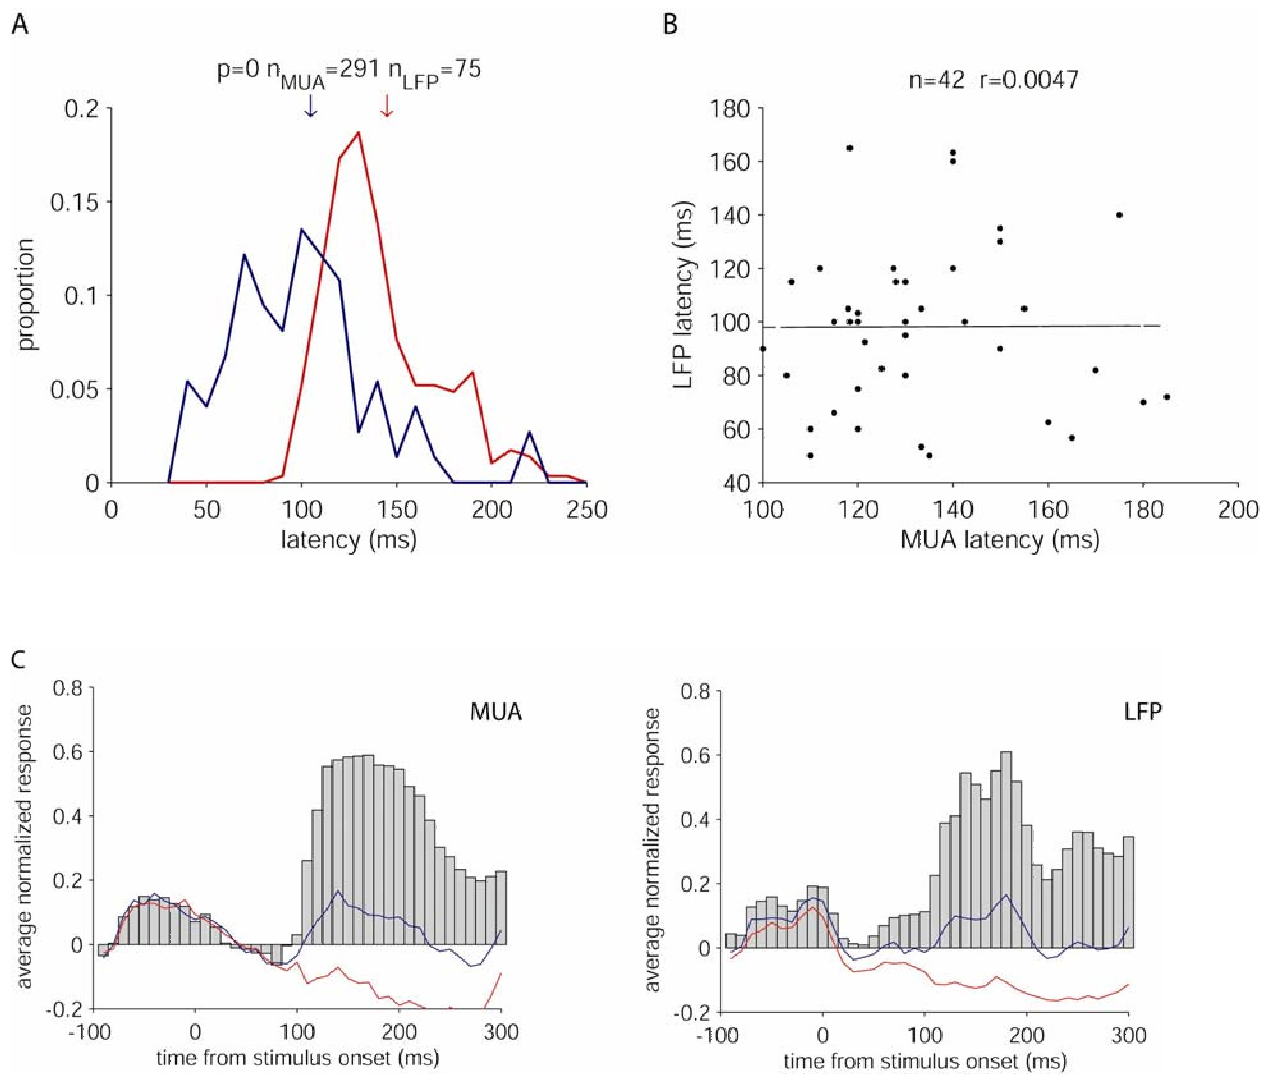 A
p=0 nMUA=291 nLFP=75
0.2
0.15
0.1
0.05
0
proportion
0 50 100 150 200 250
latency (ms)
B
n=42 r=0.0047
180
160
140
120
100
80
60
40
LFP latency (ms)
100 120 140 160 180 200
MUA latency (ms)
C
MUA
0.8
0.6
0.4
0.2
0
-0.2
average normalized response
-100 0 100 200 300
time from stimulus onset (ms)
LFP
0.8
0.6
0.4
0.2
0
-0.2
average normalized response
-100 0 100 200 300
time from stimulus onset (ms)